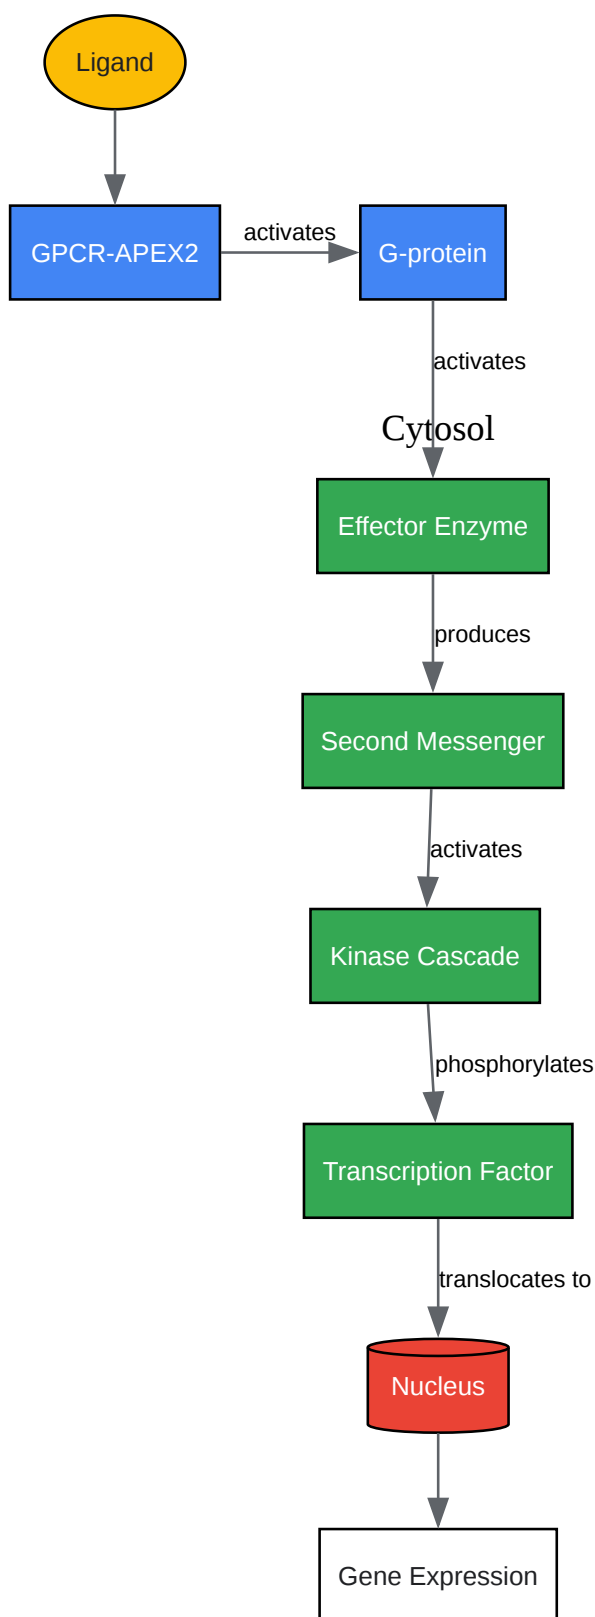 Ligand
GPCR-APEX2
activates
G-protein
activates
Cytosol
Effector Enzyme
produces
Second Messenger
activates
Kinase Cascade
phosphorylates
Transcription Factor
translocates to
Nucleus
Gene Expression